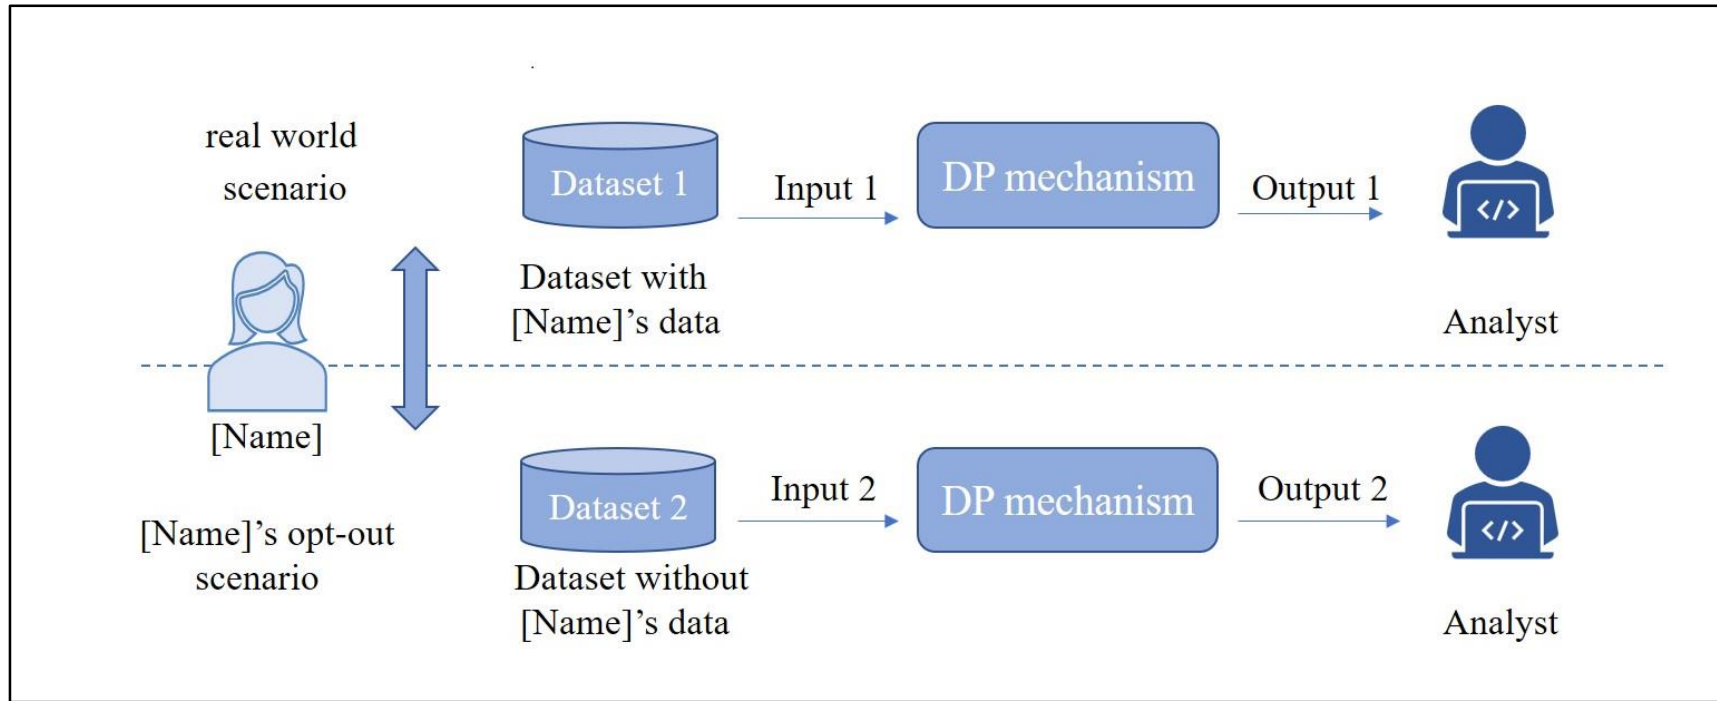 real world
scenario
Dataset 1
Input 1
DP mechanism
Output 1
</>
Dataset with
[Name]’s data
Analyst
[Name]
[Name]’s opt-out
scenario
Dataset 2
Input 2
DP mechanism
Output 2
</>
Dataset without
[Name]’s data
Analyst